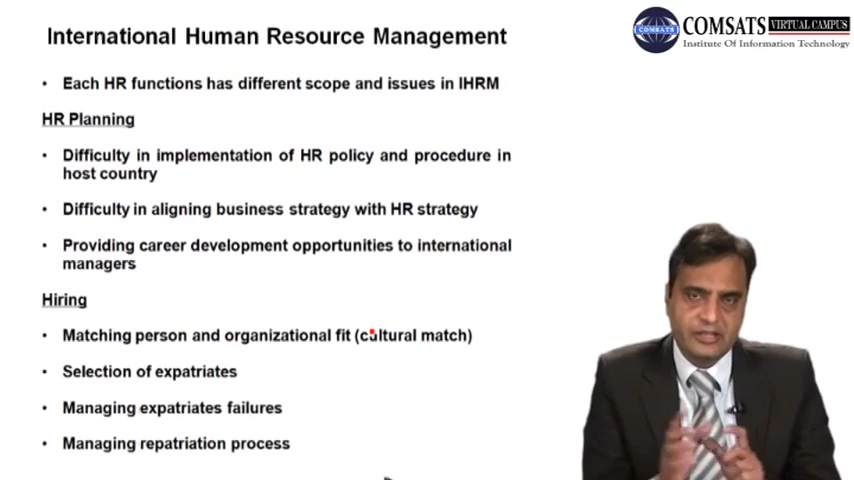 International Human Resource Management
COMSATS VIRTUAL CAMPUS
COMSATS
Institute Of Information Technology
• Each HR functions has different scope and issues in IHRM
HR Planning
• Difficulty in implementation of HR policy and procedure in
host country
• Difficulty in aligning business strategy with HR strategy
• Providing career development opportunities to international
managers
Hiring
• Matching person and organizational fit (cultural match)
• Selection of expatriates
• Managing expatriates failures
• Managing repatriation process